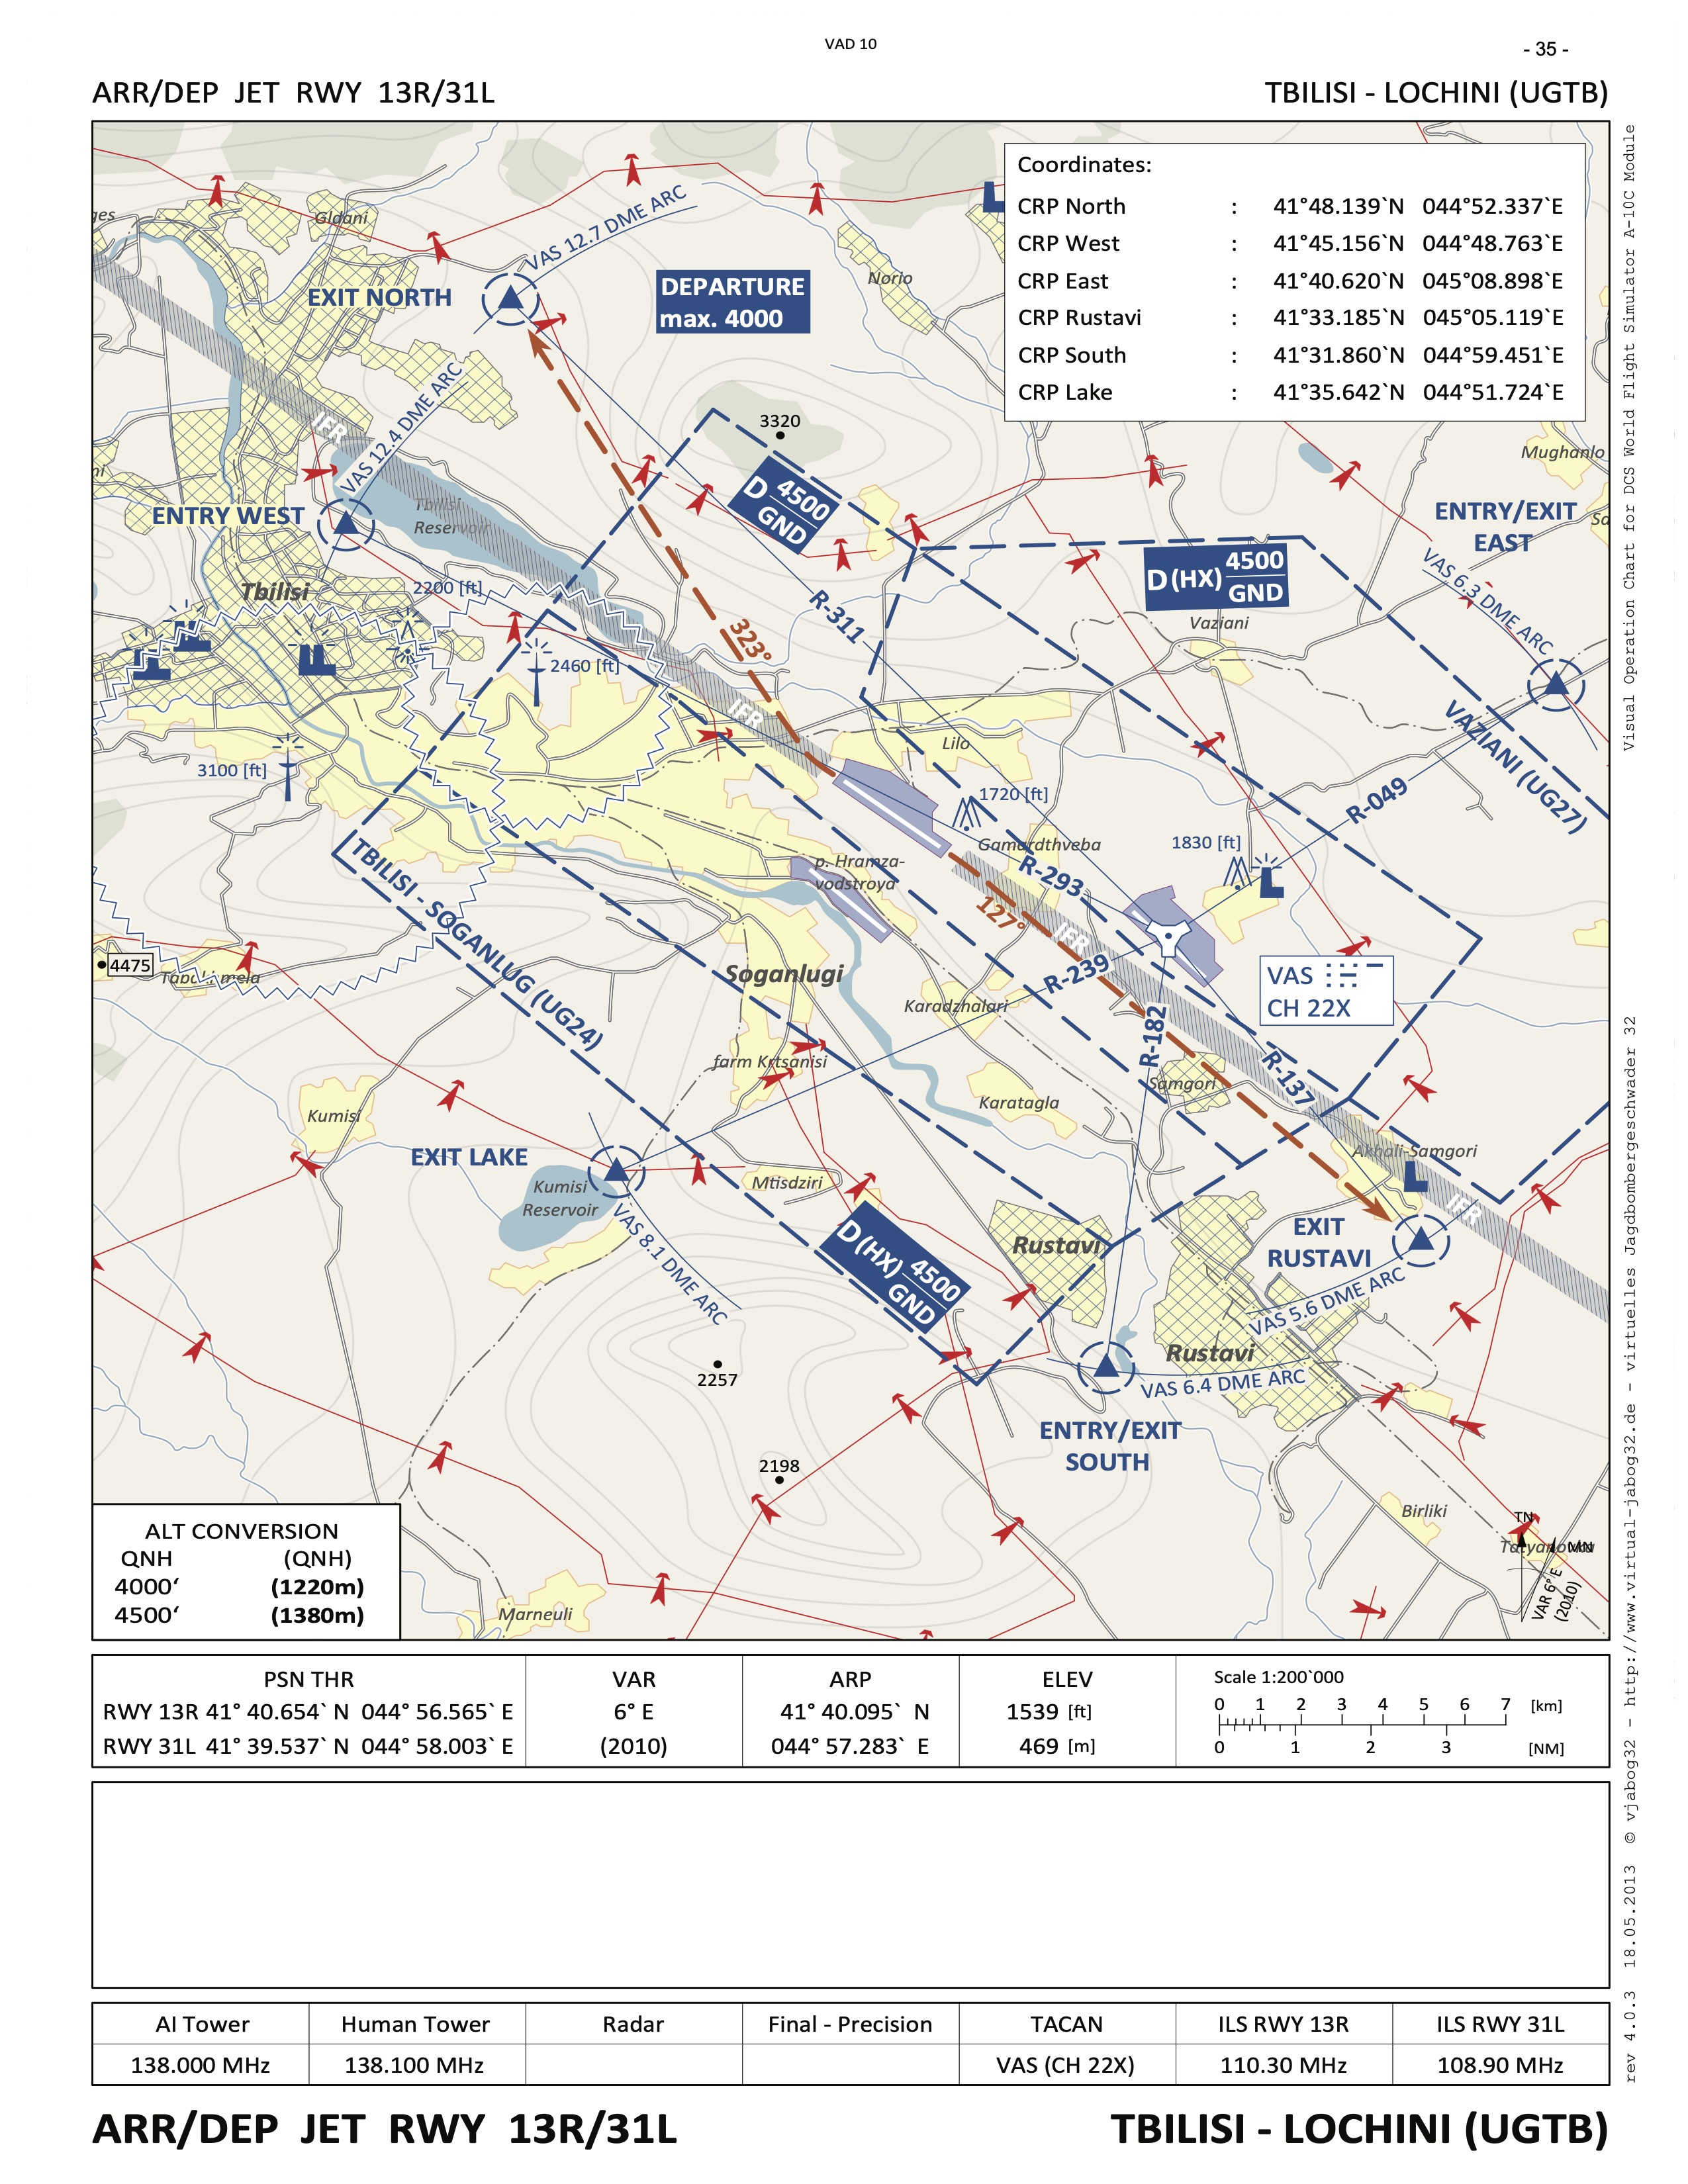 VAD 10
- 35 -
ARR/DEP JET RWY 13R/31L
TBILISI - LOCHINI (UGTB)
Coordinates:
CRP North : 41°48.139`N 044°52.337`E
CRP West : 41°45.156`N 044°48.763`E
CRP East : 41°40.620`N 045°08.898`E
CRP Rustavi : 41°33.185`N 045°05.119`E
CRP South : 41°31.860`N 044°59.451`E
CRP Lake : 41°35.642`N 044°51.724`E
Gldani
VAS 12.7 DME ARC
EXIT NORTH
DEPARTURE
max. 4000
Norio
VAS 12.4 DME ARC
IFR
3320
D 4500
GND
Mughanlo
ENTRY WEST
Tbilisi
Reservoir
ENTRY/EXIT
EAST
VAS 6.3 DME ARC
D (HX) 4500
GND
Tbilisi
2200 [ft]
R-311
323°
Vaziani
2460 [ft]
IFR
VAZIANI (UG27)
Lilo
3100 [ft]
1720 [ft]
R-049
TBILISI - SOGANLUG (UG24)
p. Hramza-
vodstroya
Gamardthveba
1830 [ft]
R-293
127°
IFR
4475
Soganlugi
R-239
VAS
CH 22X
Karadzhalari
R-182
farm Krtsanisi
R-137
Samgori
Kumisi
Karatagla
EXIT LAKE
Akhali-Samgori
Kumisi
Reservoir
Mtisdziri
IFR
VAS 8.1 DME ARC
D (HX) 4500
GND
Rustavi
EXIT
RUSTAVI
VAS 5.6 DME ARC
2257
Rustavi
VAS 6.4 DME ARC
ENTRY/EXIT
SOUTH
2198
Birliki
TN
MN
VAR 6° E
(2010)
Marneuli
ALT CONVERSION
QNH (QNH)
4000‘ (1220m)
4500‘ (1380m)
PSN THR
RWY 13R 41° 40.654` N 044° 56.565` E
RWY 31L 41° 39.537` N 044° 58.003` E
VAR
6° E
(2010)
ARP
41° 40.095` N
044° 57.283` E
ELEV
1539 [ft]
469 [m]
Scale 1:200`000
0 1 2 3 4 5 6 7 [km]
0 1 2 3 [NM]
AI Tower Human Tower Radar Final - Precision TACAN ILS RWY 13R ILS RWY 31L
138.000 MHz 138.100 MHz VAS (CH 22X) 110.30 MHz 108.90 MHz
ARR/DEP JET RWY 13R/31L
TBILISI - LOCHINI (UGTB)
rev 4.0.3 18.05.2013 © vjabog32 - http://www.virtual-jabog32.de - virtuelles Jagdbombergeschwader 32
Visual Operation Chart for DCS World Flight Simulator A-10C Module